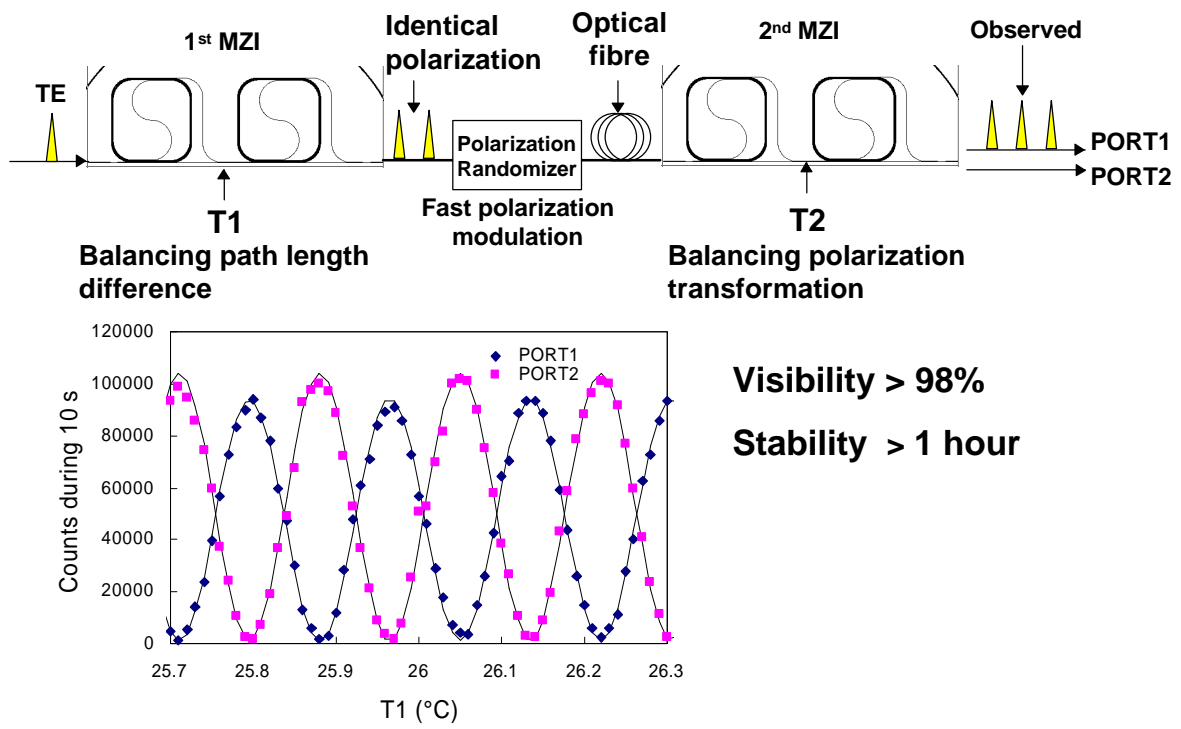 1st MZI
Identical polarization
Optical fibre
2nd MZI
Observed
TE
Polarization Randomizer
PORT1
PORT2
Fast polarization modulation
T1
Balancing path length difference
T2
Balancing polarization transformation
120000
100000
80000
60000
40000
20000
0
Counts during 10 s
PORT1
PORT2
25.7
25.8
25.9
26
26.1
26.2
26.3
T1 (°C)
Visibility > 98%
Stability > 1 hour